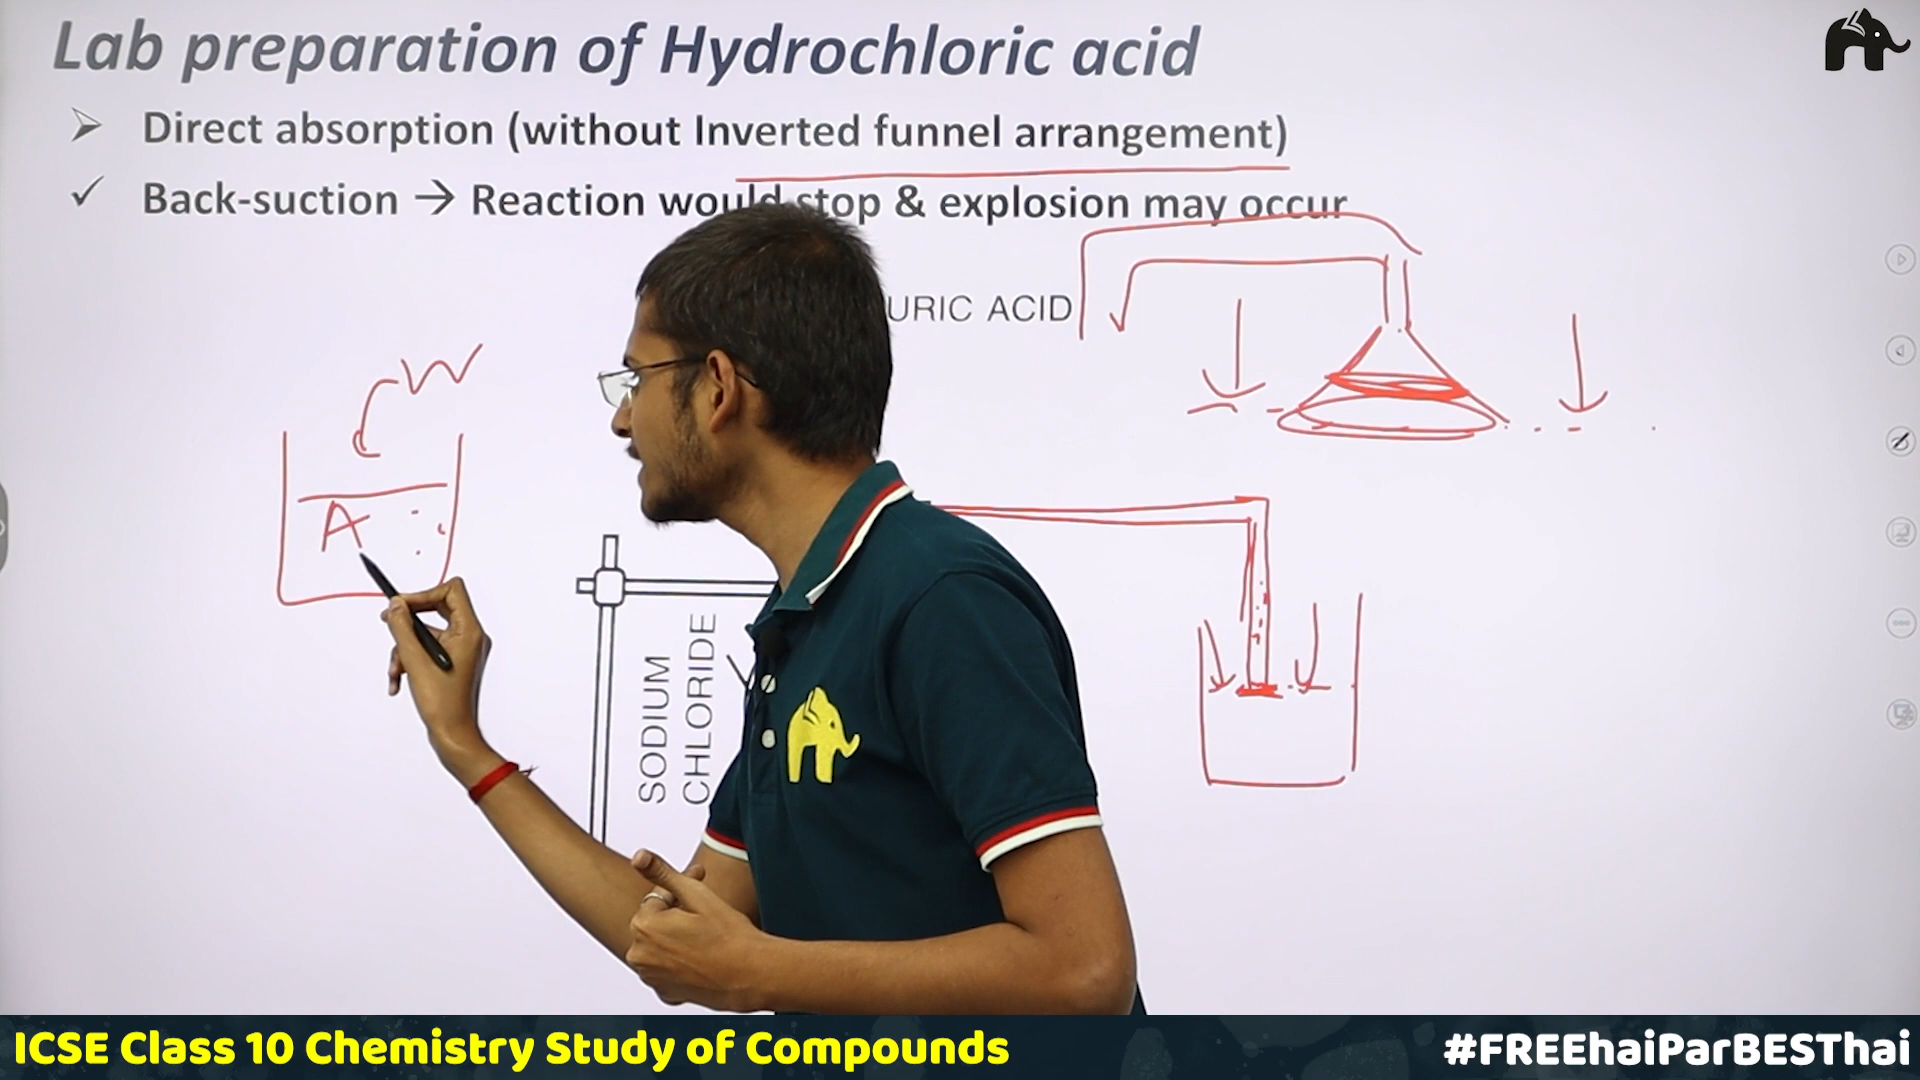 Lab preparation of Hydrochloric acid
➢ Direct absorption (without Inverted funnel arrangement)
✓ Back-suction → Reaction would stop & explosion may occur
URIC ACID
W
A
SODIUM
CHLORIDE
ICSE Class 10 Chemistry Study of Compounds
#FREEhaiParBESThai